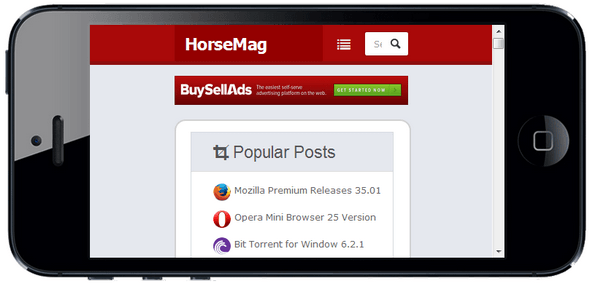 HorseMag
Se
BuySellAds
The easiest self-serve
advertising platform on the web.
GET STARTED NOW
Popular Posts
Mozilla Premium Releases 35.01
Opera Mini Browser 25 Version
Bit Torrent for Window 6.2.1